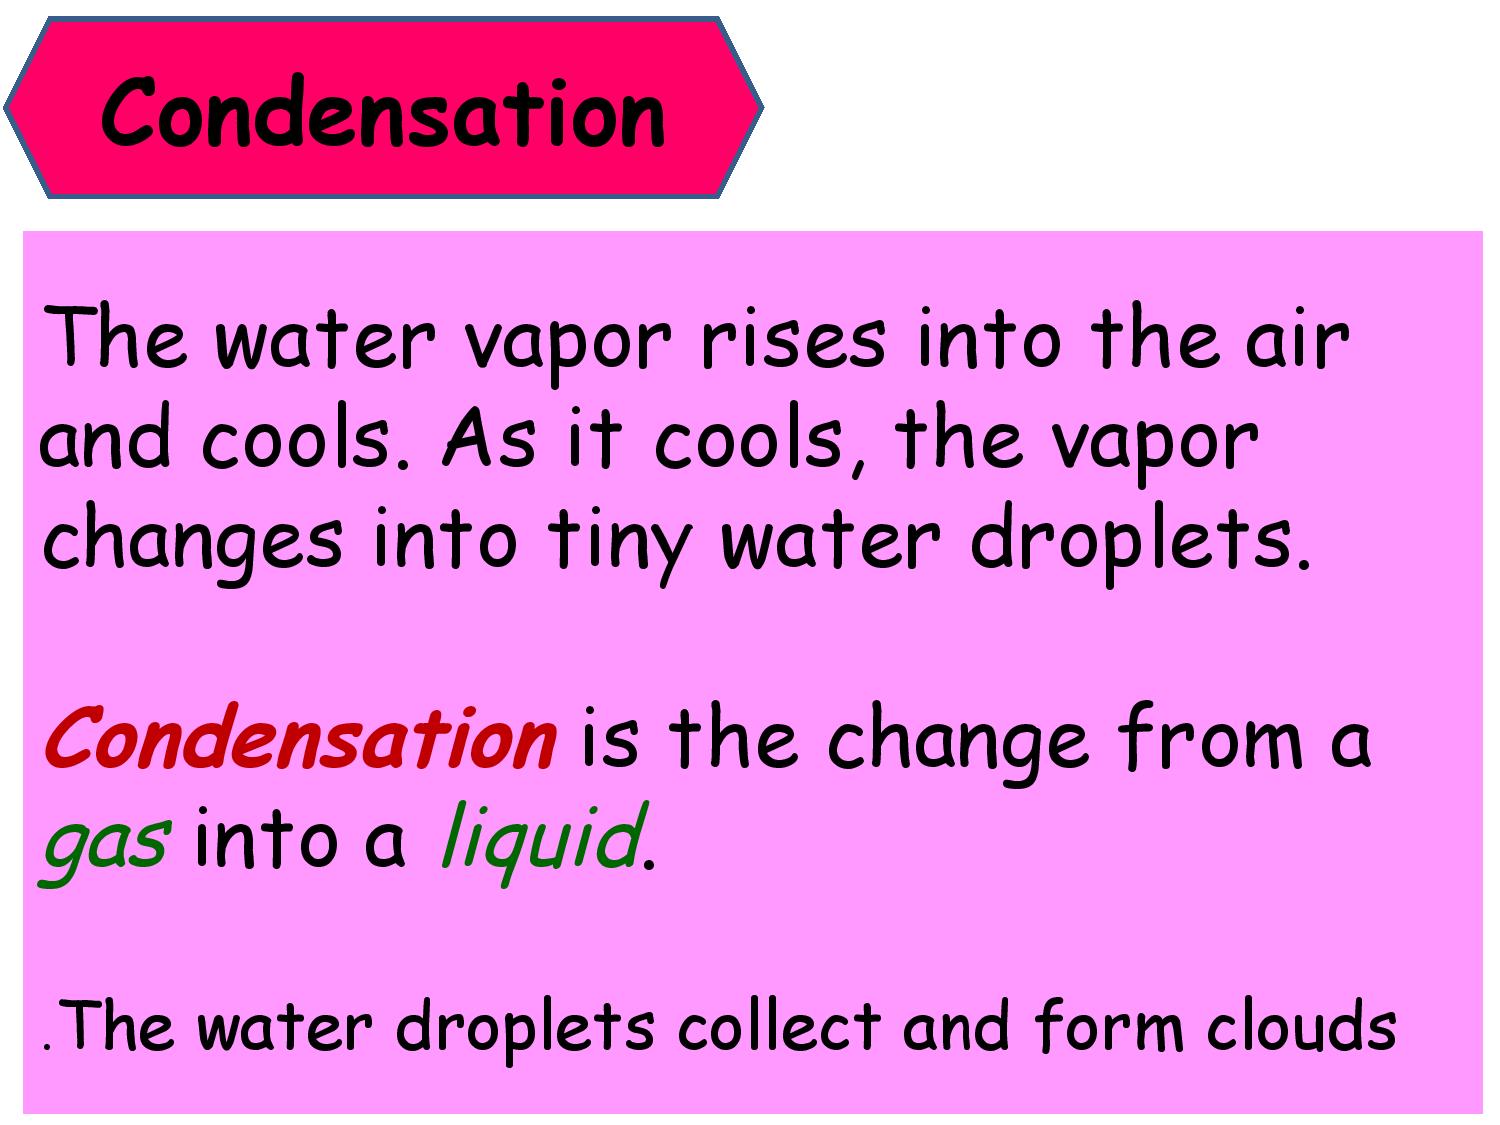 Condensation
The water vapor rises into the air
and cools. As it cools, the vapor
changes into tiny water droplets.
Condensation is the change from a
gas into a liquid.
.The water droplets collect and form clouds